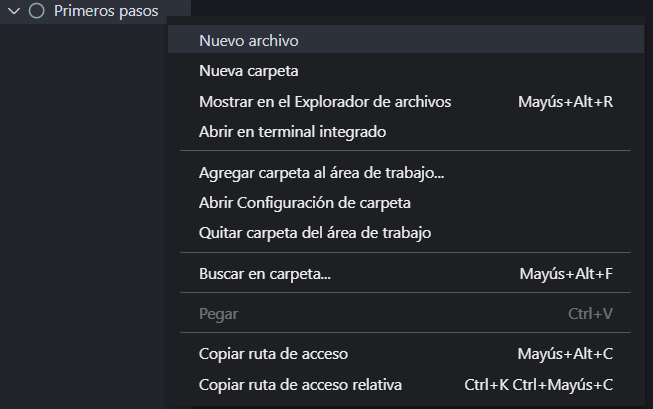 Primeros pasos
Nuevo archivo
Nueva carpeta
Mostrar en el Explorador de archivos Mayús+Alt+R
Abrir en terminal integrado
Agregar carpeta al área de trabajo...
Abrir Configuración de carpeta
Quitar carpeta del área de trabajo
Buscar en carpeta... Mayús+Alt+F
Pegar Ctrl+V
Copiar ruta de acceso Mayús+Alt+C
Copiar ruta de acceso relativa Ctrl+K Ctrl+Mayús+C